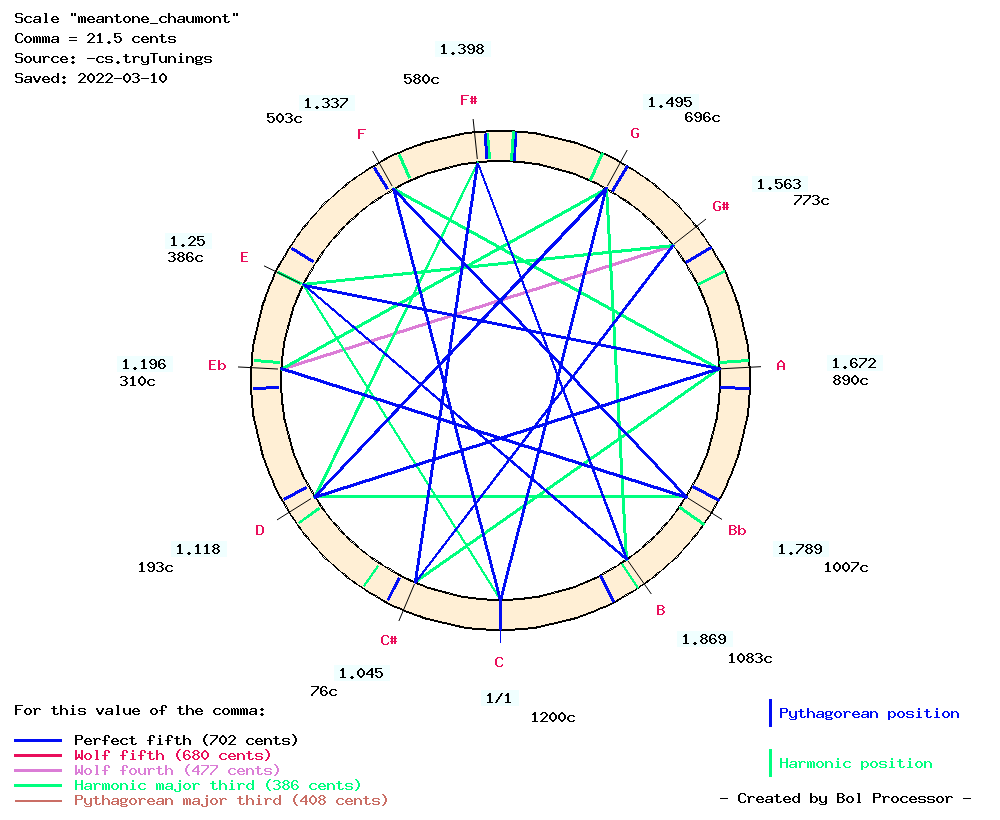 Scale "meantone_chaumont"
Comma = 21.5 cents
Source: -cs.tryTunings
Saved: 2022-03-10
1.398
580c
F#
1.337
503c
F
1.495
696c
G
1.563
773c
G#
1.25
386c
E
1.196
310c
Eb
A
1.672
890c
D
1.118
193c
Bb
1.789
1007c
C#
1.045
76c
B
1.869
1083c
C
1/1
1200c
For this value of the comma:
Perfect fifth (702 cents)
Wolf fifth (680 cents)
Wolf fourth (477 cents)
Harmonic major third (386 cents)
Pythagorean major third (408 cents)
Pythagorean position
Harmonic position
- Created by Bol Processor -